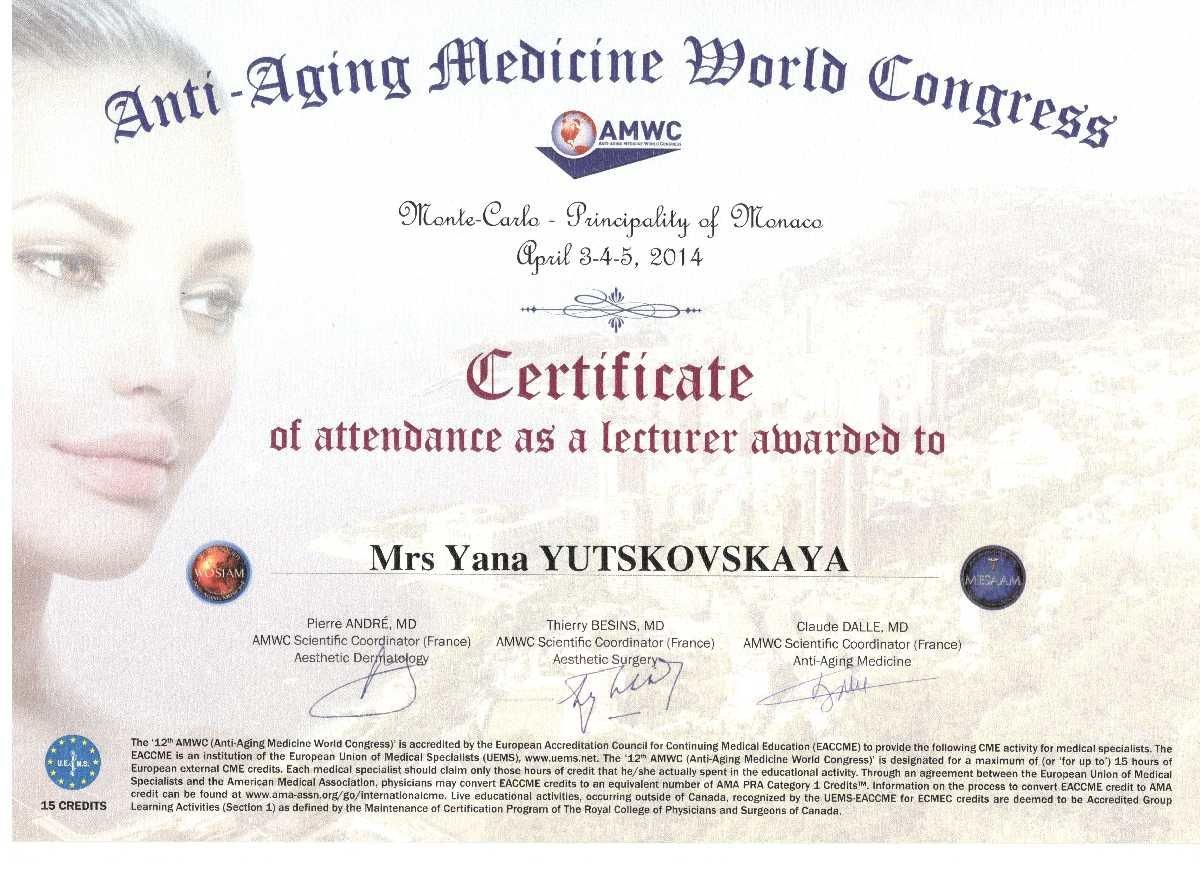 Anti-Aging Medicine World Congress
AMWC
ANTI-AGING MEDICINE WORLD CONGRESS
Monte-Carlo - Principality of Monaco
April 3-4-5, 2014
Certificate
of attendance as a lecturer awarded to
Mrs Yana YUTSKOVSKAYA
WOSIAM
MESAAM
Pierre ANDRÉ, MD
AMWC Scientific Coordinator (France)
Aesthetic Dermatology
Thierry BESINS, MD
AMWC Scientific Coordinator (France)
Aesthetic Surgery
Claude DALLE, MD
AMWC Scientific Coordinator (France)
Anti-Aging Medicine
U.E.M.S.
15 CREDITS
The '12th AMWC (Anti-Aging Medicine World Congress)' is accredited by the European Accreditation Council for Continuing Medical Education (EACCME) to provide the following CME activity for medical specialists. The
EACCME is an institution of the European Union of Medical Specialists (UEMS), www.uems.net. The '12th AMWC (Anti-Aging Medicine World Congress)' is designated for a maximum of (or 'for up to') 15 hours of
European external CME credits. Each medical specialist should claim only those hours of credit that he/she actually spent in the educational activity. Through an agreement between the European Union of Medical
Specialists and the American Medical Association, physicians may convert EACCME credits to an equivalent number of AMA PRA Category 1 Credits™. Information on the process to convert EACCME credit to AMA
credit can be found at www.ama-assn.org/go/internationalcme. Live educational activities, occurring outside of Canada, recognized by the UEMS-EACCME for ECMEC credits are deemed to be Accredited Group
Learning Activities (Section 1) as defined by the Maintenance of Certification Program of The Royal College of Physicians and Surgeons of Canada.